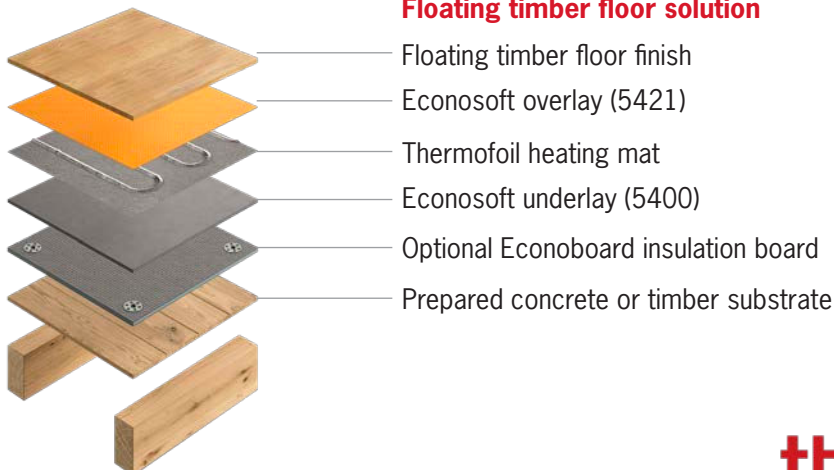 Floating timber floor solution
Floating timber floor finish
Econosoft overlay (5421)
Thermofoil heating mat
Econosoft underlay (5400)
Optional Econoboard insulation board
Prepared concrete or timber substrate